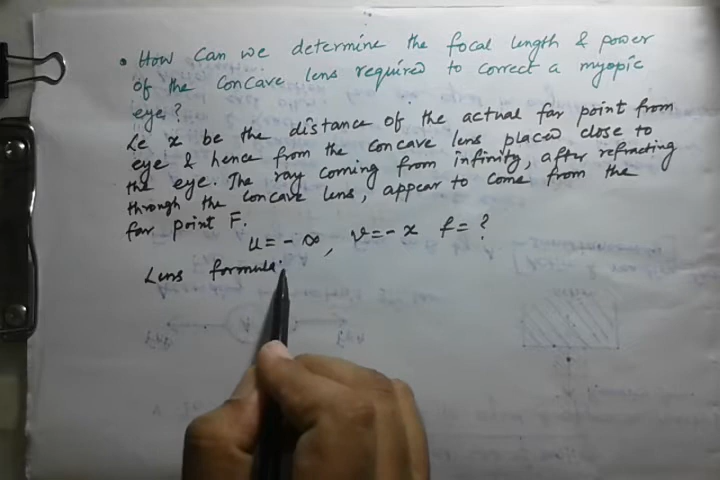 • How can we determine the focal length & power
of the concave lens required to correct a myopic
eye?
Le x be the distance of the actual far point from
eye & hence from the concave lens placed close to
the eye. The ray coming from infinity, after refracting
through the concave lens, appear to come from the
far point F.
u = - ∞, v = - x f = ?
Lens formula: